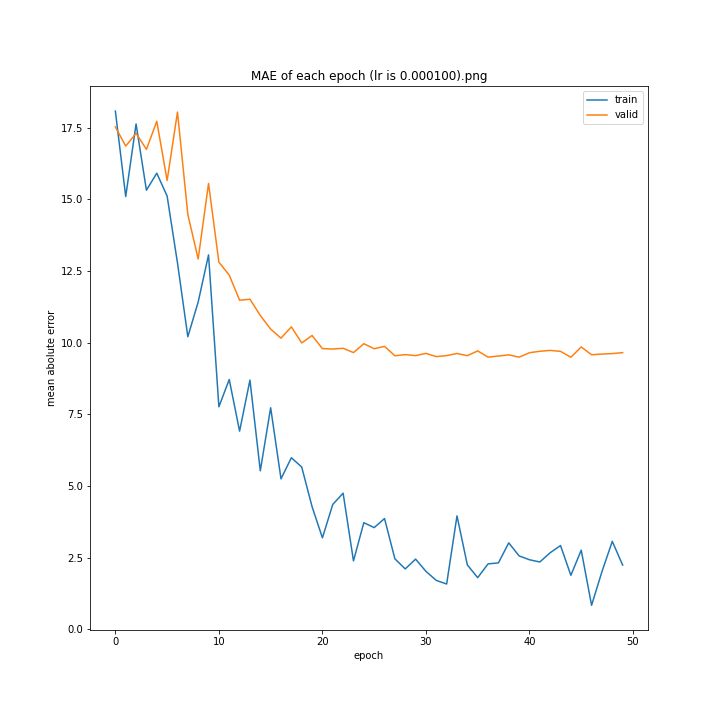 MAE of each epoch (lr is 0.000100).png
train
valid
17.5
15.0
12.5
10.0
7.5
5.0
2.5
0.0
mean abolute error
0 10 20 30 40 50
epoch